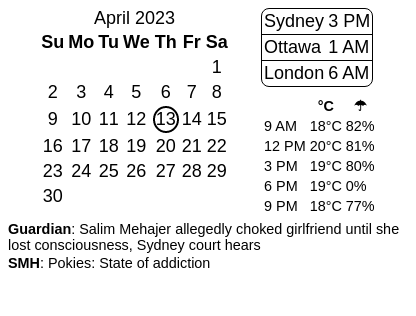 April 2023
Su Mo Tu We Th Fr Sa
1
2 3 4 5 6 7 8
9 10 11 12 13 14 15
16 17 18 19 20 21 22
23 24 25 26 27 28 29
30
Sydney 3 PM
Ottawa 1 AM
London 6 AM
°C ☂
9 AM 18°C 82%
12 PM 20°C 81%
3 PM 19°C 80%
6 PM 19°C 0%
9 PM 18°C 77%
Guardian: Salim Mehajer allegedly choked girlfriend until she
lost consciousness, Sydney court hears
SMH: Pokies: State of addiction